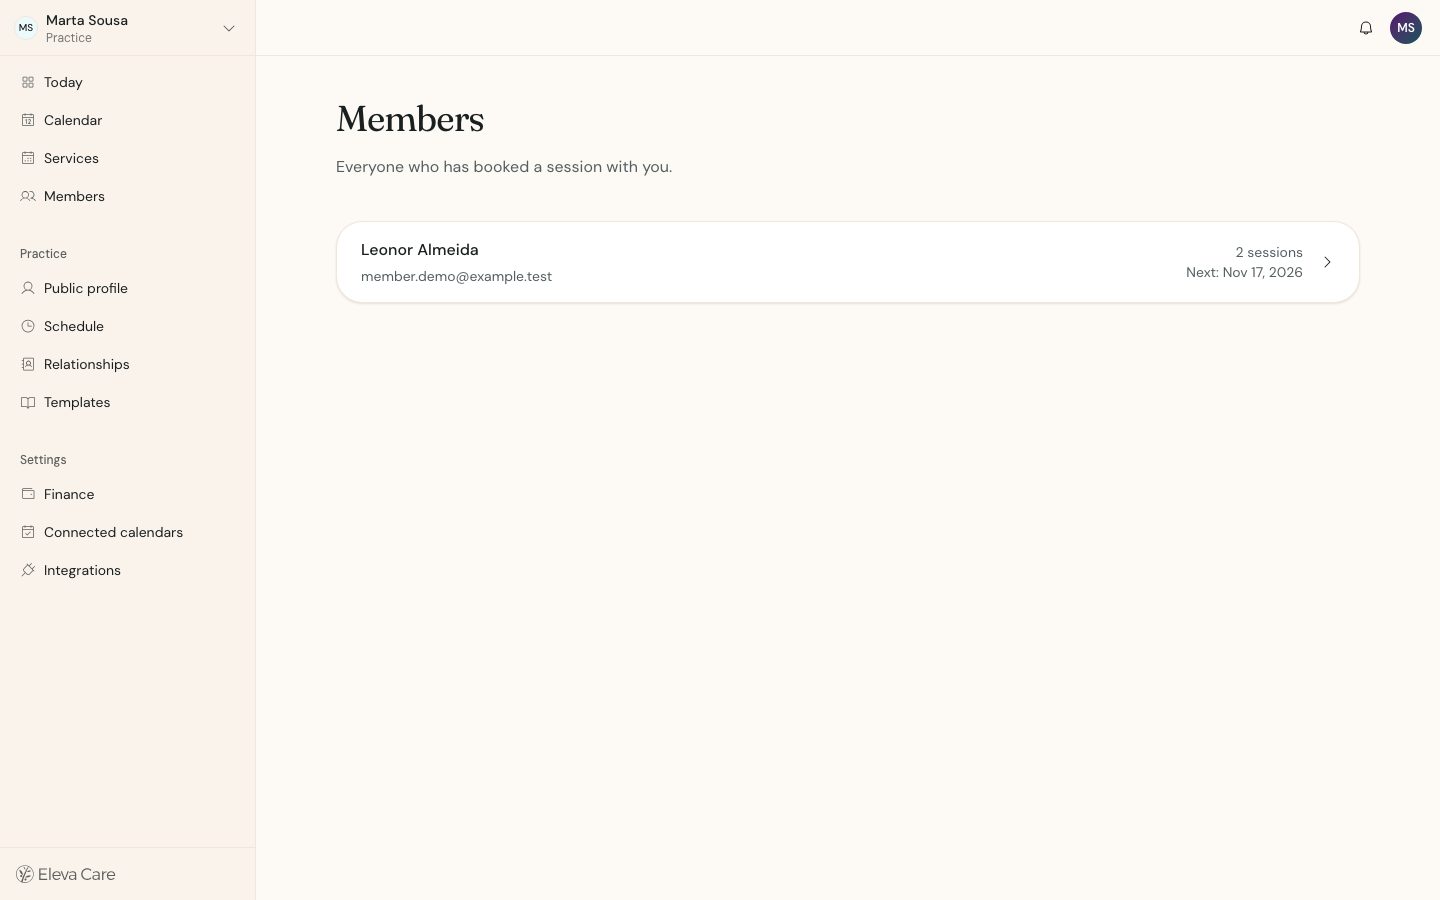 MS
Marta Sousa
Practice
MS
Today
Calendar
Services
Members
Practice
Public profile
Schedule
Relationships
Templates
Settings
Finance
Connected calendars
Integrations
Eleva Care
Members
Everyone who has booked a session with you.
Leonor Almeida
member.demo@example.test
2 sessions
Next: Nov 17, 2026